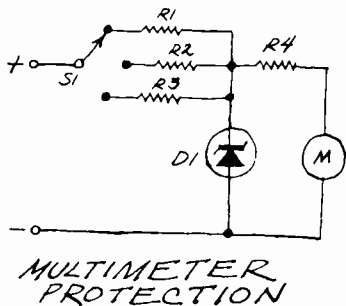 R1
R2
R4
+
S1
R3
D1
M
-
MULTIMETER
PROTECTION